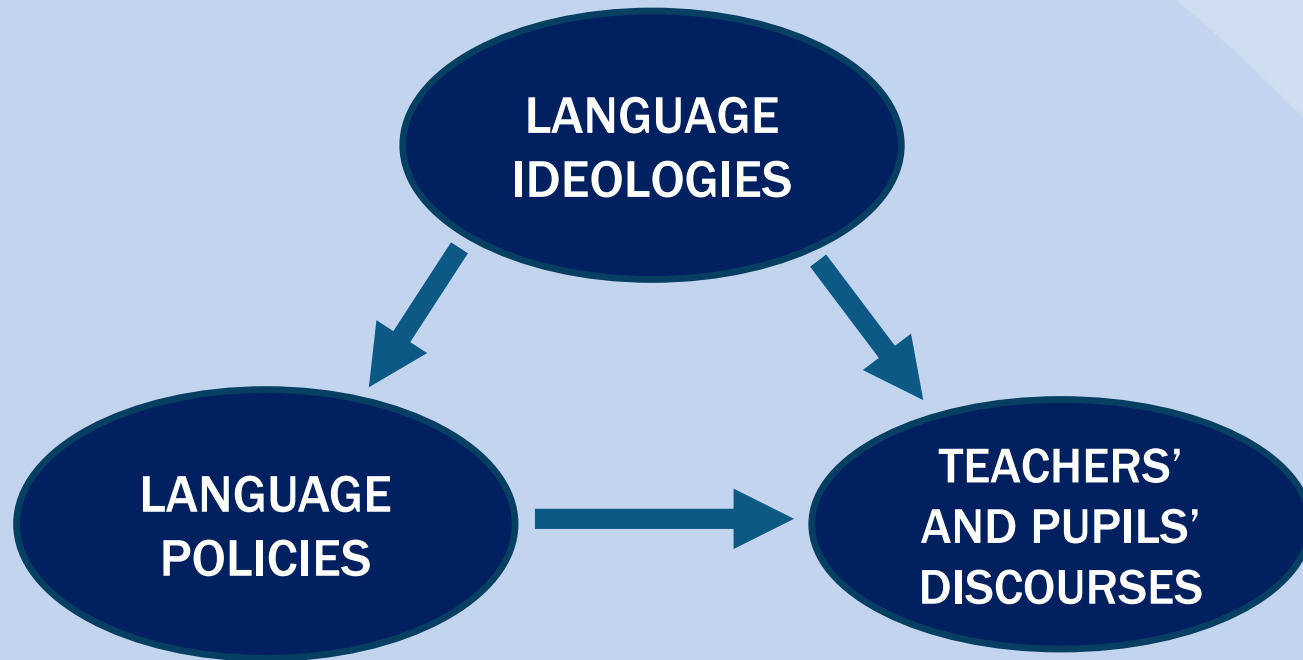 LANGUAGE
IDEOLOGIES
LANGUAGE
POLICIES
TEACHERS’
AND PUPILS’
DISCOURSES